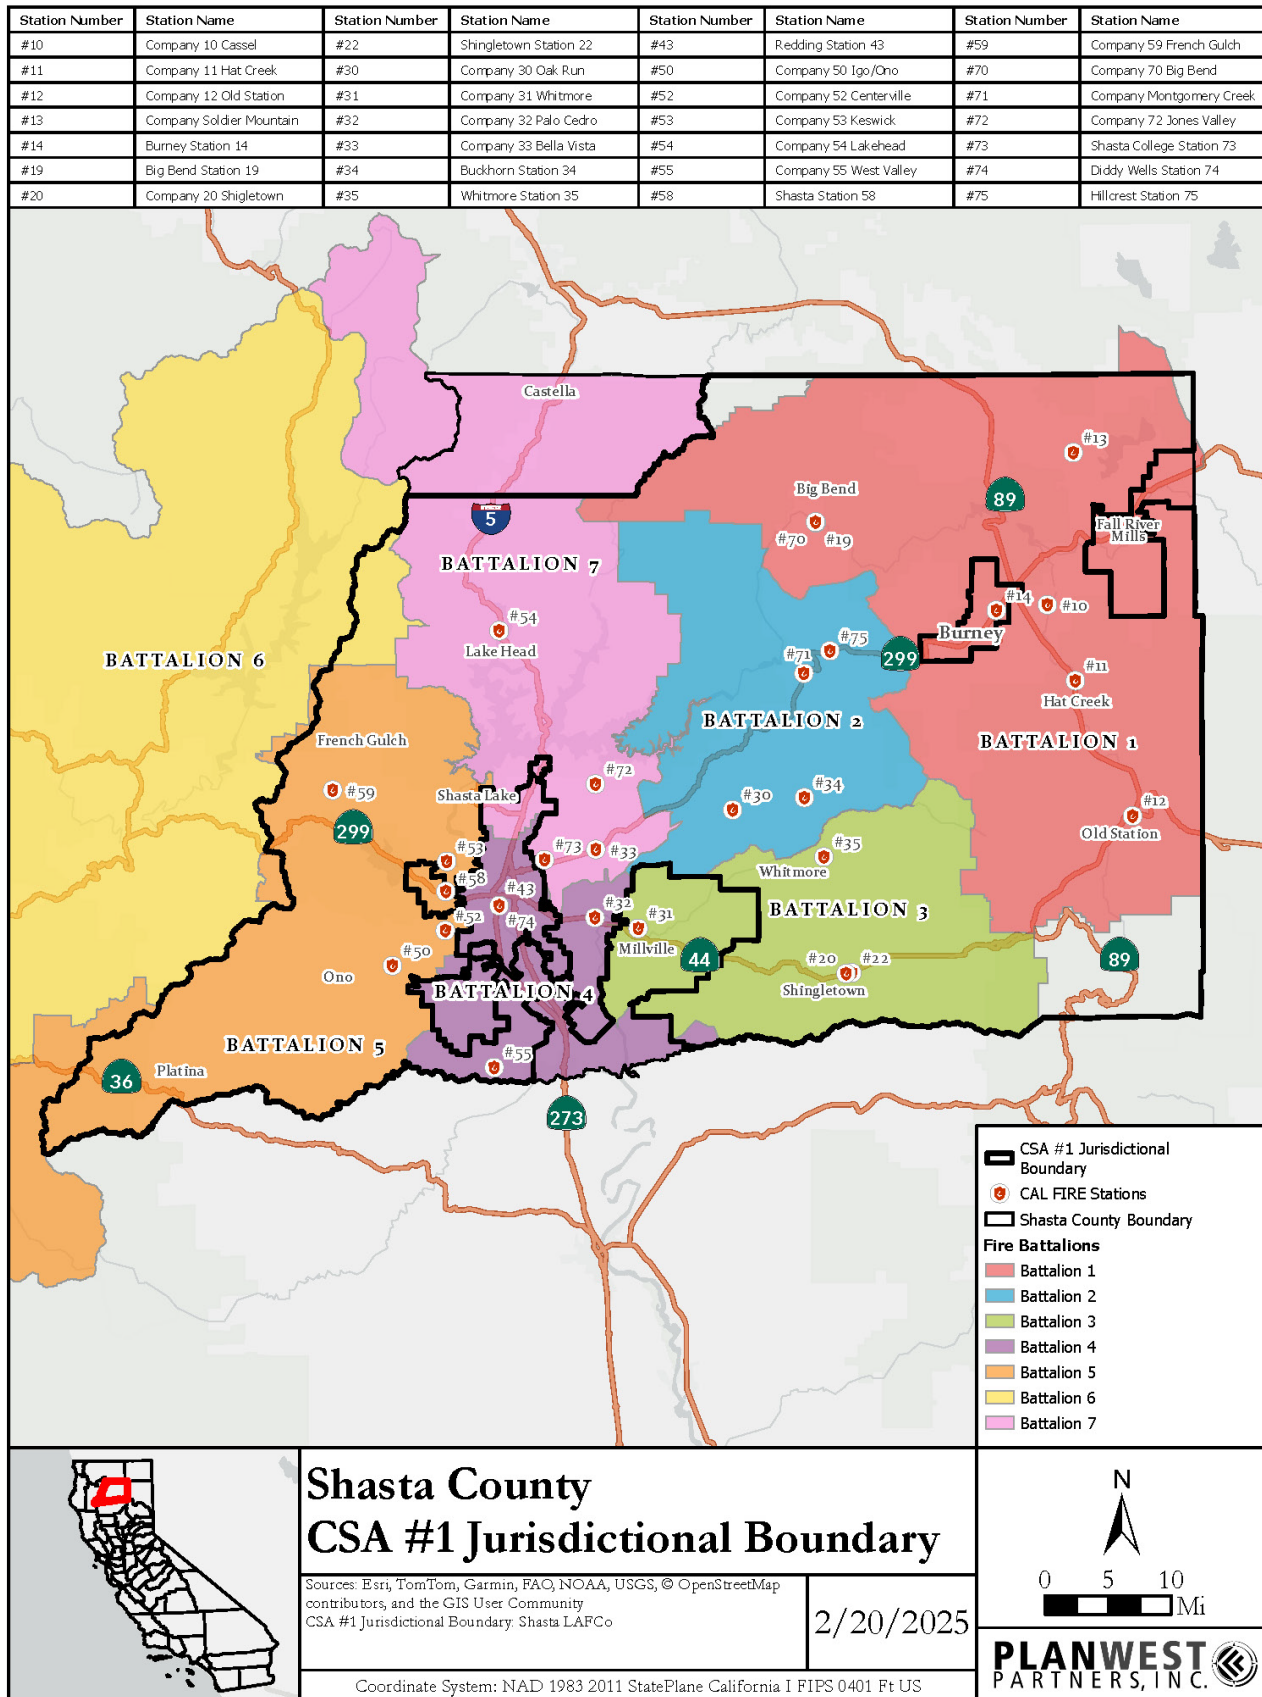 Station Number Station Name Station Number Station Name Station Number Station Name Station Number Station Name
#10 Company 10 Cassel #22 Shingletown Station 22 #43 Redding Station 43 #59 Company 59 French Gulch
#11 Company 11 Hat Creek #30 Company 30 Oak Run #50 Company 50 Igo/Ono #70 Company 70 Big Bend
#12 Company 12 Old Station #31 Company 31 Whitmore #52 Company 52 Centerville #71 Company Montgomery Creek
#13 Company Soldier Mountain #32 Company 32 Palo Cedro #53 Company 53 Keswick #72 Company 72 Jones Valley
#14 Burney Station 14 #33 Company 33 Bella Vista #54 Company 54 Lakehead #73 Shasta College Station 73
#19 Big Bend Station 19 #34 Buckhorn Station 34 #55 Company 55 West Valley #74 Diddy Wells Station 74
#20 Company 20 Shigletown #35 Whitmore Station 35 #58 Shasta Station 58 #75 Hillcrest Station 75
Castella
#13
Big Bend
89
5
#70 #19
Fall River
Mills
BATTALION 7
#54
#14 #10
Burney
Lake Head
#75
299
BATTALION 6
#71
#11
Hat Creek
BATTALION 2
French Gulch
BATTALION 1
#72
#59
Shasta Lake
#30 #34
#12
Old Station
299
#53
#73 #33
#35
Whitmore
#58
#43
#74
#32
#31
BATTALION 3
#52
Millville
44
89
#50
Ono
#20 #22
Shingletown
BATTALION 4
BATTALION 5
#55
Platina
36
273
CSA #1 Jurisdictional
Boundary
CAL FIRE Stations
Shasta County Boundary
Fire Battalions
Battalion 1
Battalion 2
Battalion 3
Battalion 4
Battalion 5
Battalion 6
Battalion 7
Shasta County
CSA #1 Jurisdictional Boundary
Sources: Esri, TomTom, Garmin, FAO, NOAA, USGS, © OpenStreetMap
contributors, and the GIS User Community
CSA #1 Jurisdictional Boundary: Shasta LAFCo
2/20/2025
Coordinate System: NAD 1983 2011 StatePlane California I FIPS 0401 Ft US
N
0 5 10
Mi
PLANWEST
PARTNERS, INC.